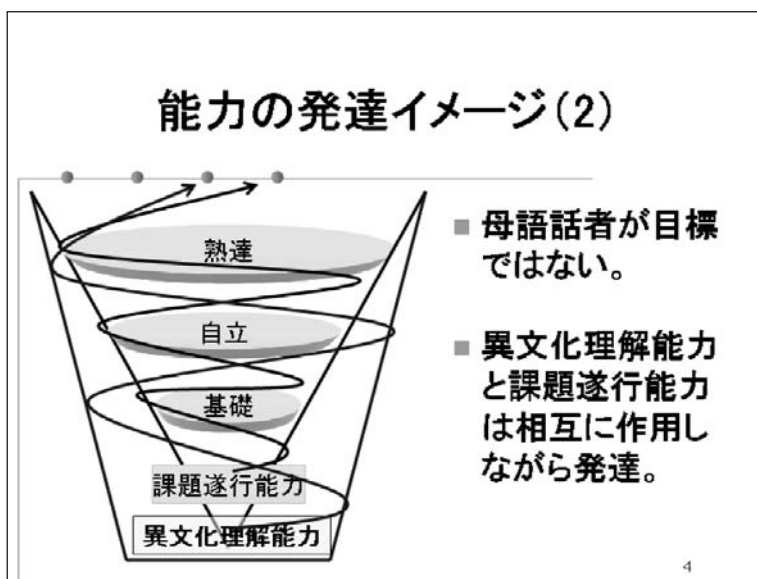 能力の発達イメージ(2)
熟達
自立
基礎
課題遂行能力
異文化理解能力
■ 母語話者が目標
ではない。
■ 異文化理解能力
と課題遂行能力
は相互に作用し
ながら発達。
4